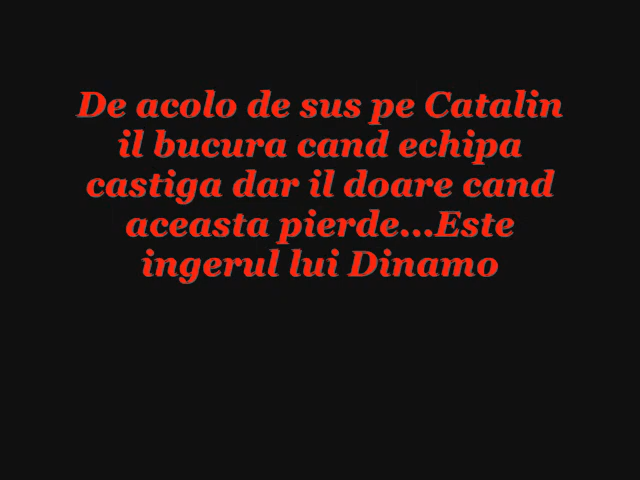 De acolo de sus pe Catalin
il bucura cand echipa
castiga dar il doare cand
aceasta pierde...Este
ingerul lui Dinamo